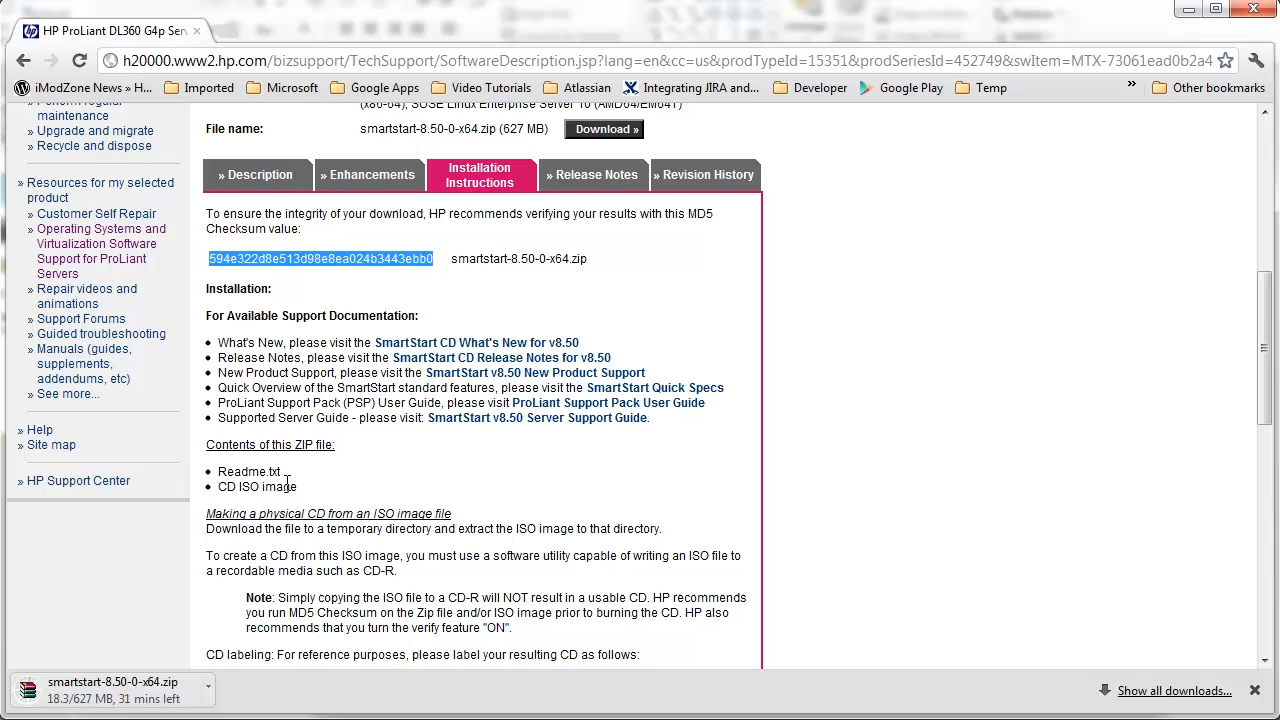 HP ProLiant DL360 G4p Serv
h20000.www2.hp.com/bizsupport/TechSupport/SoftwareDescription.jsp?lang=en&cc=us&prodTypeId=15351&prodSeriesId=452749&swItem=MTX-73061ead0b2a4
iModZone News » H... Imported Microsoft Google Apps Video Tutorials Atlassian Integrating JIRA and... Developer Google Play Temp » Other bookmarks
» Perform regular
maintenance
» Upgrade and migrate
» Recycle and dispose
» Resources for my selected
product
» Customer Self Repair
» Operating Systems and
Virtualization Software
Support for ProLiant
Servers
» Repair videos and
animations
» Support Forums
» Guided troubleshooting
» Manuals (guides,
supplements,
addendums, etc)
» See more...
» Help
» Site map
» HP Support Center
(x86-64), SUSE Linux Enterprise Server 10 (AMD64/EM64T)
File name: smartstart-8.50-0-x64.zip (627 MB) Download »
» Description » Enhancements Installation Instructions » Release Notes » Revision History
To ensure the integrity of your download, HP recommends verifying your results with this MD5
Checksum value:
594e322d8e513d98e8ea024b3443ebb0 smartstart-8.50-0-x64.zip
Installation:
For Available Support Documentation:
• What's New, please visit the SmartStart CD What's New for v8.50
• Release Notes, please visit the SmartStart CD Release Notes for v8.50
• New Product Support, please visit the SmartStart v8.50 New Product Support
• Quick Overview of the SmartStart standard features, please visit the SmartStart Quick Specs
• ProLiant Support Pack (PSP) User Guide, please visit ProLiant Support Pack User Guide
• Supported Server Guide - please visit: SmartStart v8.50 Server Support Guide.
Contents of this ZIP file:
• Readme.txt
• CD ISO image
Making a physical CD from an ISO image file
Download the file to a temporary directory and extract the ISO image to that directory.
To create a CD from this ISO image, you must use a software utility capable of writing an ISO file to
a recordable media such as CD-R.
Note: Simply copying the ISO file to a CD-R will NOT result in a usable CD. HP recommends
you run MD5 Checksum on the Zip file and/or ISO image prior to burning the CD. HP also
recommends that you turn the verify feature "ON".
CD labeling: For reference purposes, please label your resulting CD as follows:
smartstart-8.50-0-x64.zip
18.3/627 MB, 31 mins left
Show all downloads...